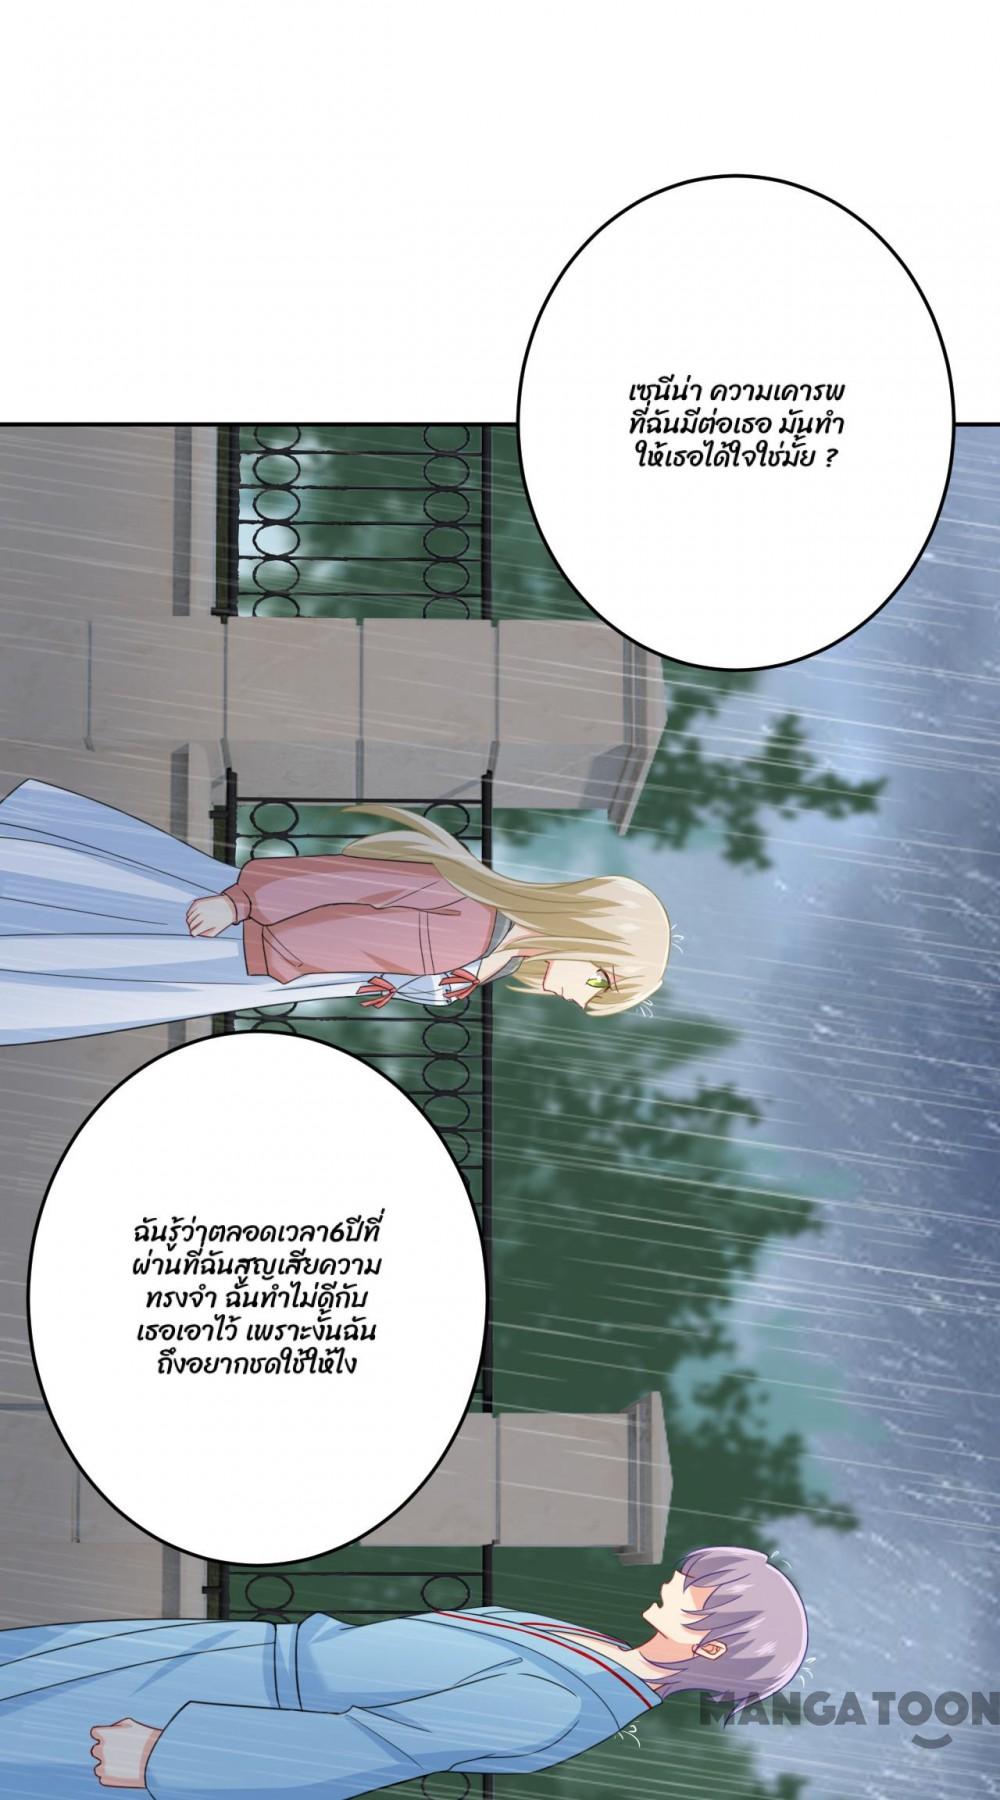 เซนีน่า ความเคารพ
ที่ฉันมีต่อเธอ มันทำ
ให้เธอได้ใจใช่มั้ย ?
ฉันรู้ว่าตลอดเวลา6ปีที่
ผ่านที่ฉันสูญเสียความ
ทรงจำ ฉันทำไม่ดีกับ
เธอเอาไว้ เพราะงั้นฉัน
ถึงอยากชดใช้ให้ไง
MANGATOON